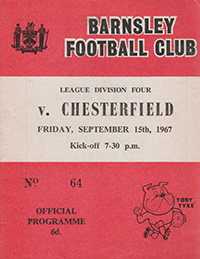 BARNSLEY
FOOTBALL CLUB
LEAGUE DIVISION FOUR
v. CHESTERFIELD
FRIDAY, SEPTEMBER 15th, 1967
Kick-off 7-30 p.m.
No 64
OFFICIAL
PROGRAMME
6d.
TOBY
TYKE